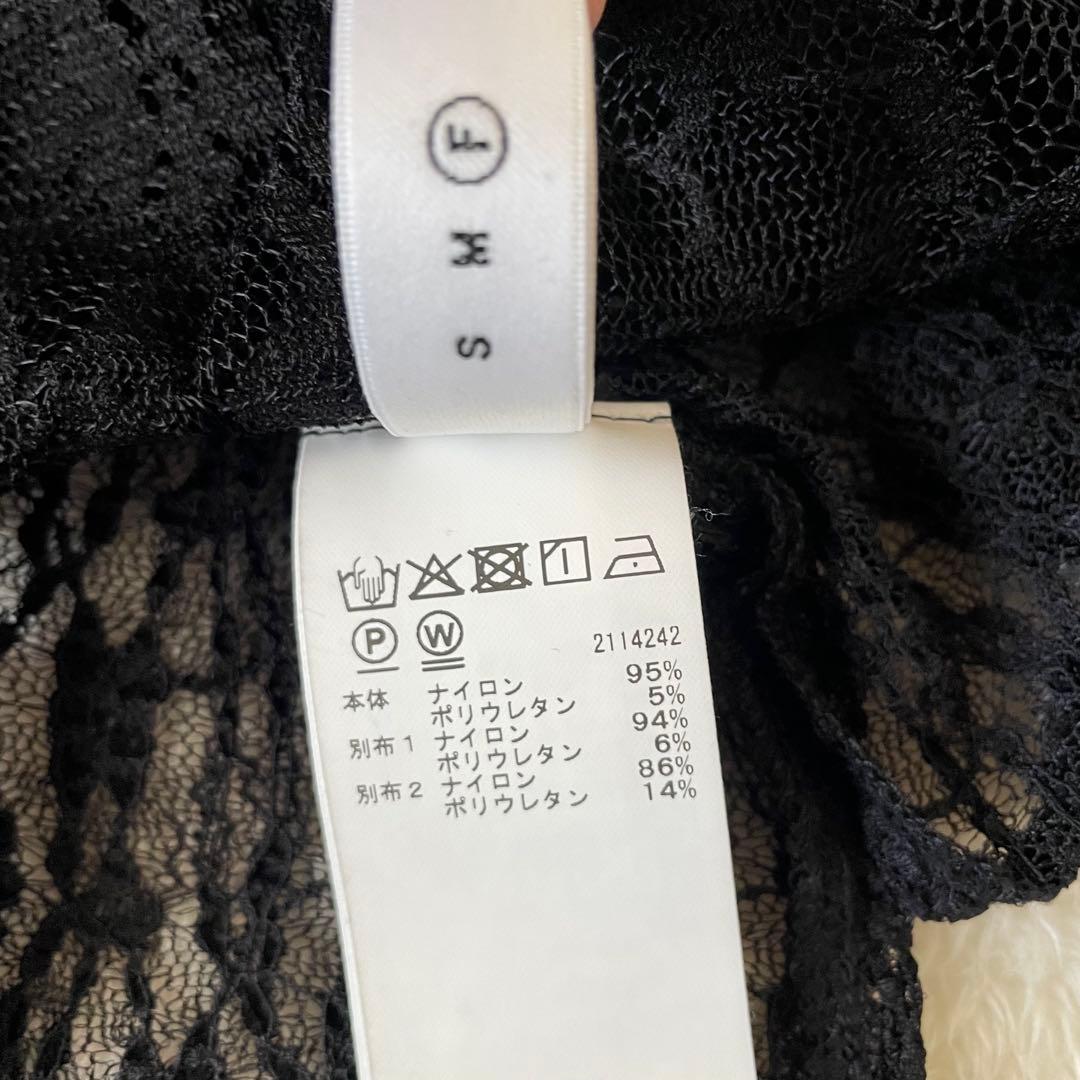 F
M
S
P W
2114242
本体 ナイロン 95%
ポリウレタン 5%
別布1 ナイロン 94%
ポリウレタン 6%
別布2 ナイロン 86%
ポリウレタン 14%